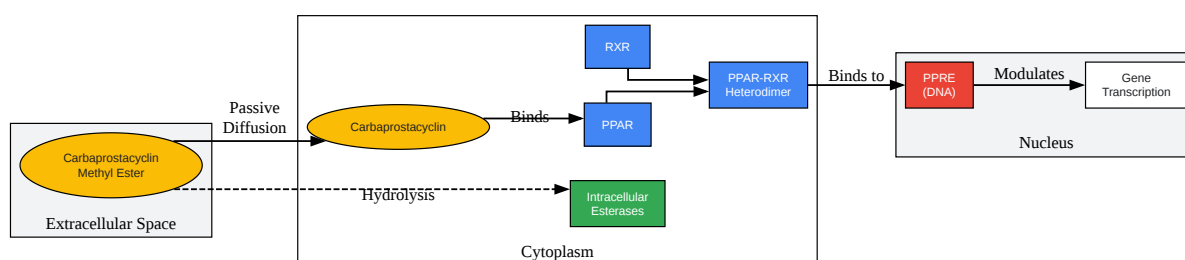 Carbaprostacyclin
Methyl Ester
Extracellular Space
Passive
Diffusion
Carbaprostacyclin
Binds
Hydrolysis
RXR
PPAR
Intracellular
Esterases
PPAR-RXR
Heterodimer
Cytoplasm
Binds to
PPRE
(DNA)
Modulates
Gene
Transcription
Nucleus